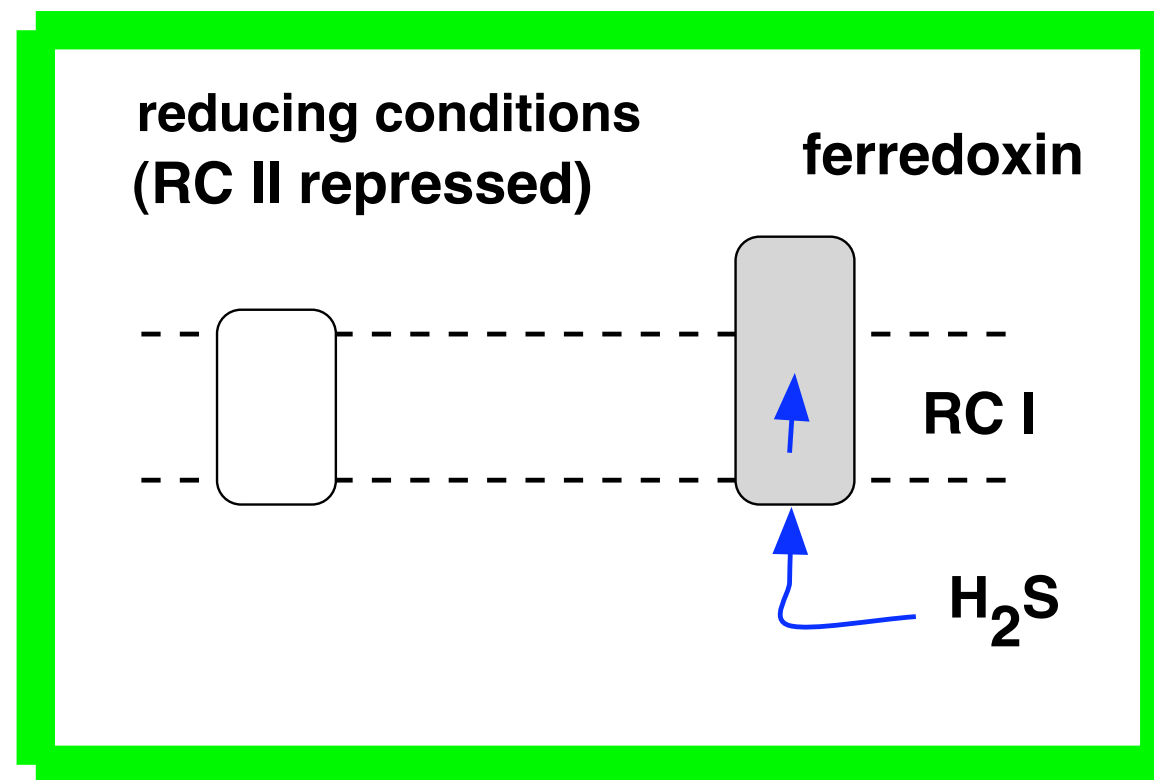 reducing conditions
(RC II repressed)
ferredoxin
RC I
H2S